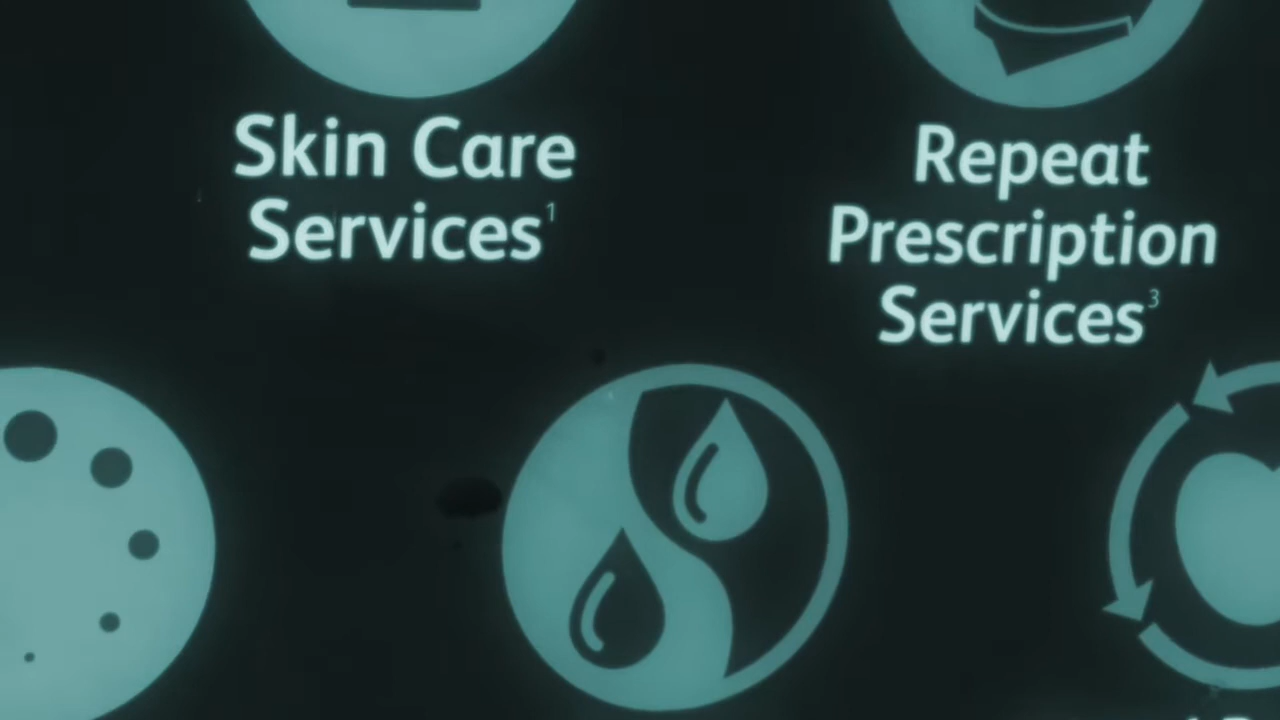 Skin Care
Services¹
Repeat
Prescription
Services³